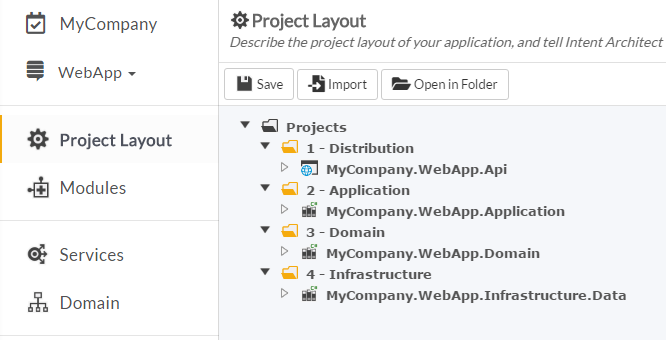 MyCompany
WebApp
Project Layout
Modules
Services
Domain
Project Layout
Describe the project layout of your application, and tell Intent Architect
Save Import Open in Folder
Projects
1 - Distribution
MyCompany.WebApp.Api
2 - Application
MyCompany.WebApp.Application
3 - Domain
MyCompany.WebApp.Domain
4 - Infrastructure
MyCompany.WebApp.Infrastructure.Data